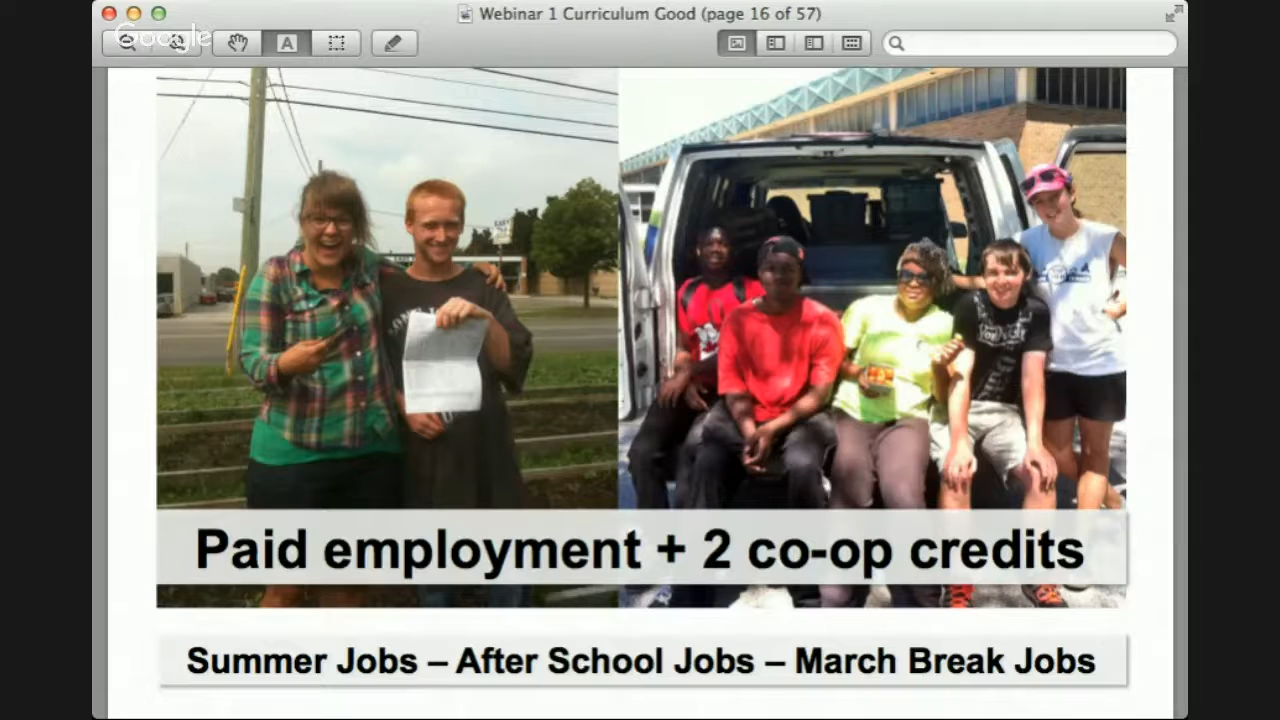 Webinar 1 Curriculum Good (page 16 of 57)
Google
A
Paid employment + 2 co-op credits
Summer Jobs – After School Jobs – March Break Jobs